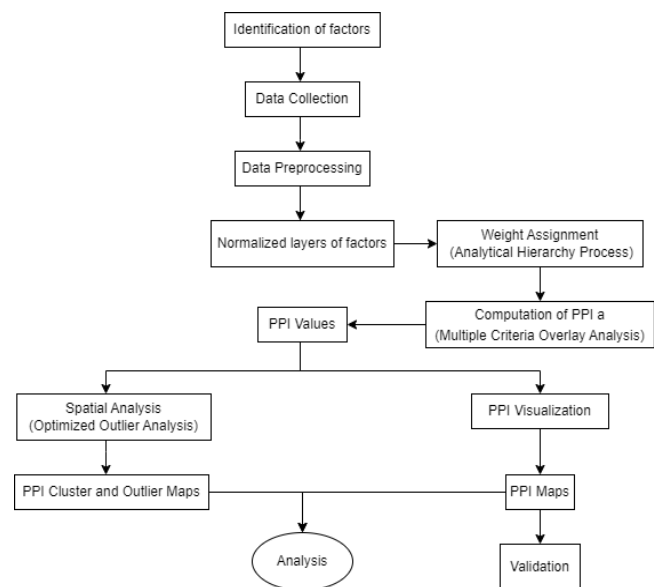 Identification of factors
Data Collection
Data Preprocessing
Normalized layers of factors
Weight Assignment
(Analytical Hierarchy Process)
Computation of PPI a
(Multiple Criteria Overlay Analysis)
PPI Values
Spatial Analysis
(Optimized Outlier Analysis)
PPI Visualization
PPI Cluster and Outlier Maps
PPI Maps
Analysis
Validation